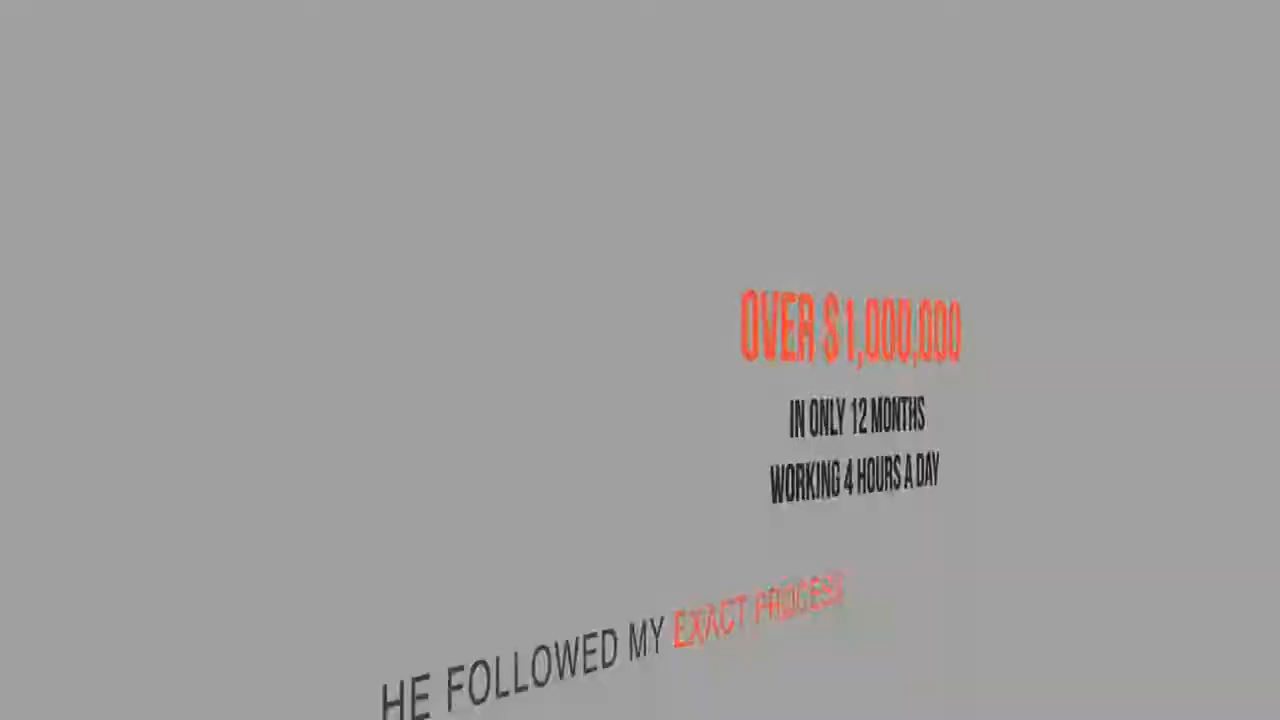 OVER $1,000,000
IN ONLY 12 MONTHS
WORKING 4 HOURS A DAY
HE FOLLOWED MY EXACT PROCESS